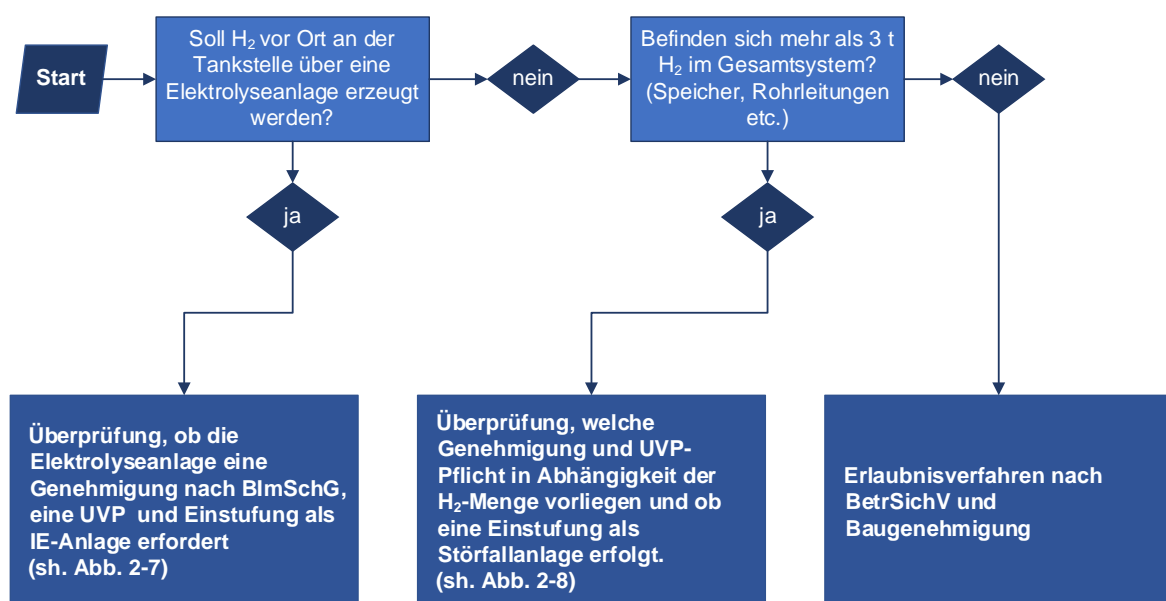 Start
Soll H₂ vor Ort an der
Tankstelle über eine
Elektrolyseanlage erzeugt
werden?
nein
Befinden sich mehr als 3 t
H₂ im Gesamtsystem?
(Speicher, Rohrleitungen
etc.)
nein
ja
ja
Überprüfung, ob die
Elektrolyseanlage eine
Genehmigung nach BImSchG,
eine UVP und Einstufung als
IE-Anlage erfordert
(sh. Abb. 2-7)
Überprüfung, welche
Genehmigung und UVP-
Pflicht in Abhängigkeit der
H₂-Menge vorliegen und ob
eine Einstufung als
Störfallanlage erfolgt.
(sh. Abb. 2-8)
Erlaubnisverfahren nach
BetrSichV und
Baugenehmigung